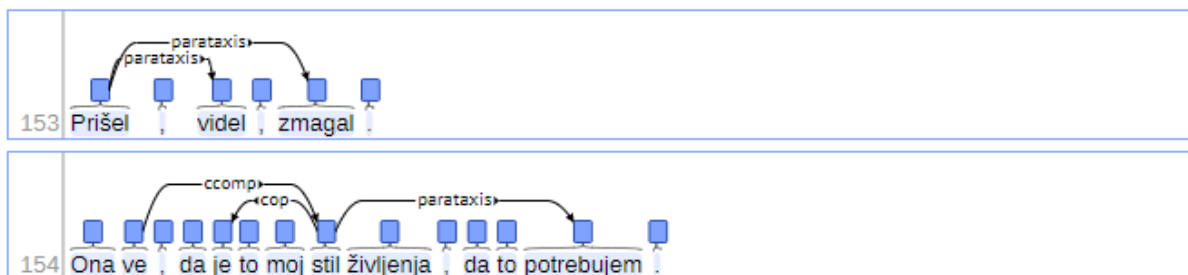 parataxis
parataxis
153 Prišel , videl , zmagal .
ccomp
cop parataxis
154 Ona ve , da je to moj stil življenja , da to potrebujem .